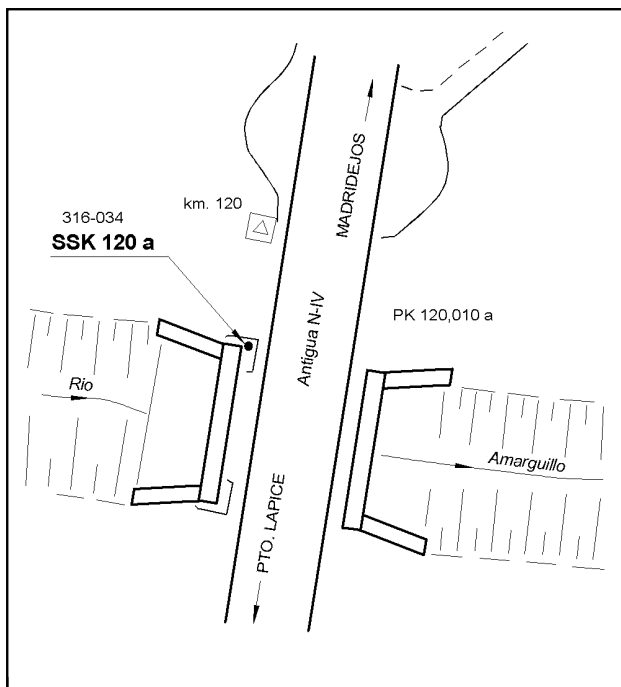 MADRIDEJOS
km. 120
316-034
SSK 120 a
PK 120,010 a
Antigua N-IV
Rio
Amarguillo
PTO. LAPICE